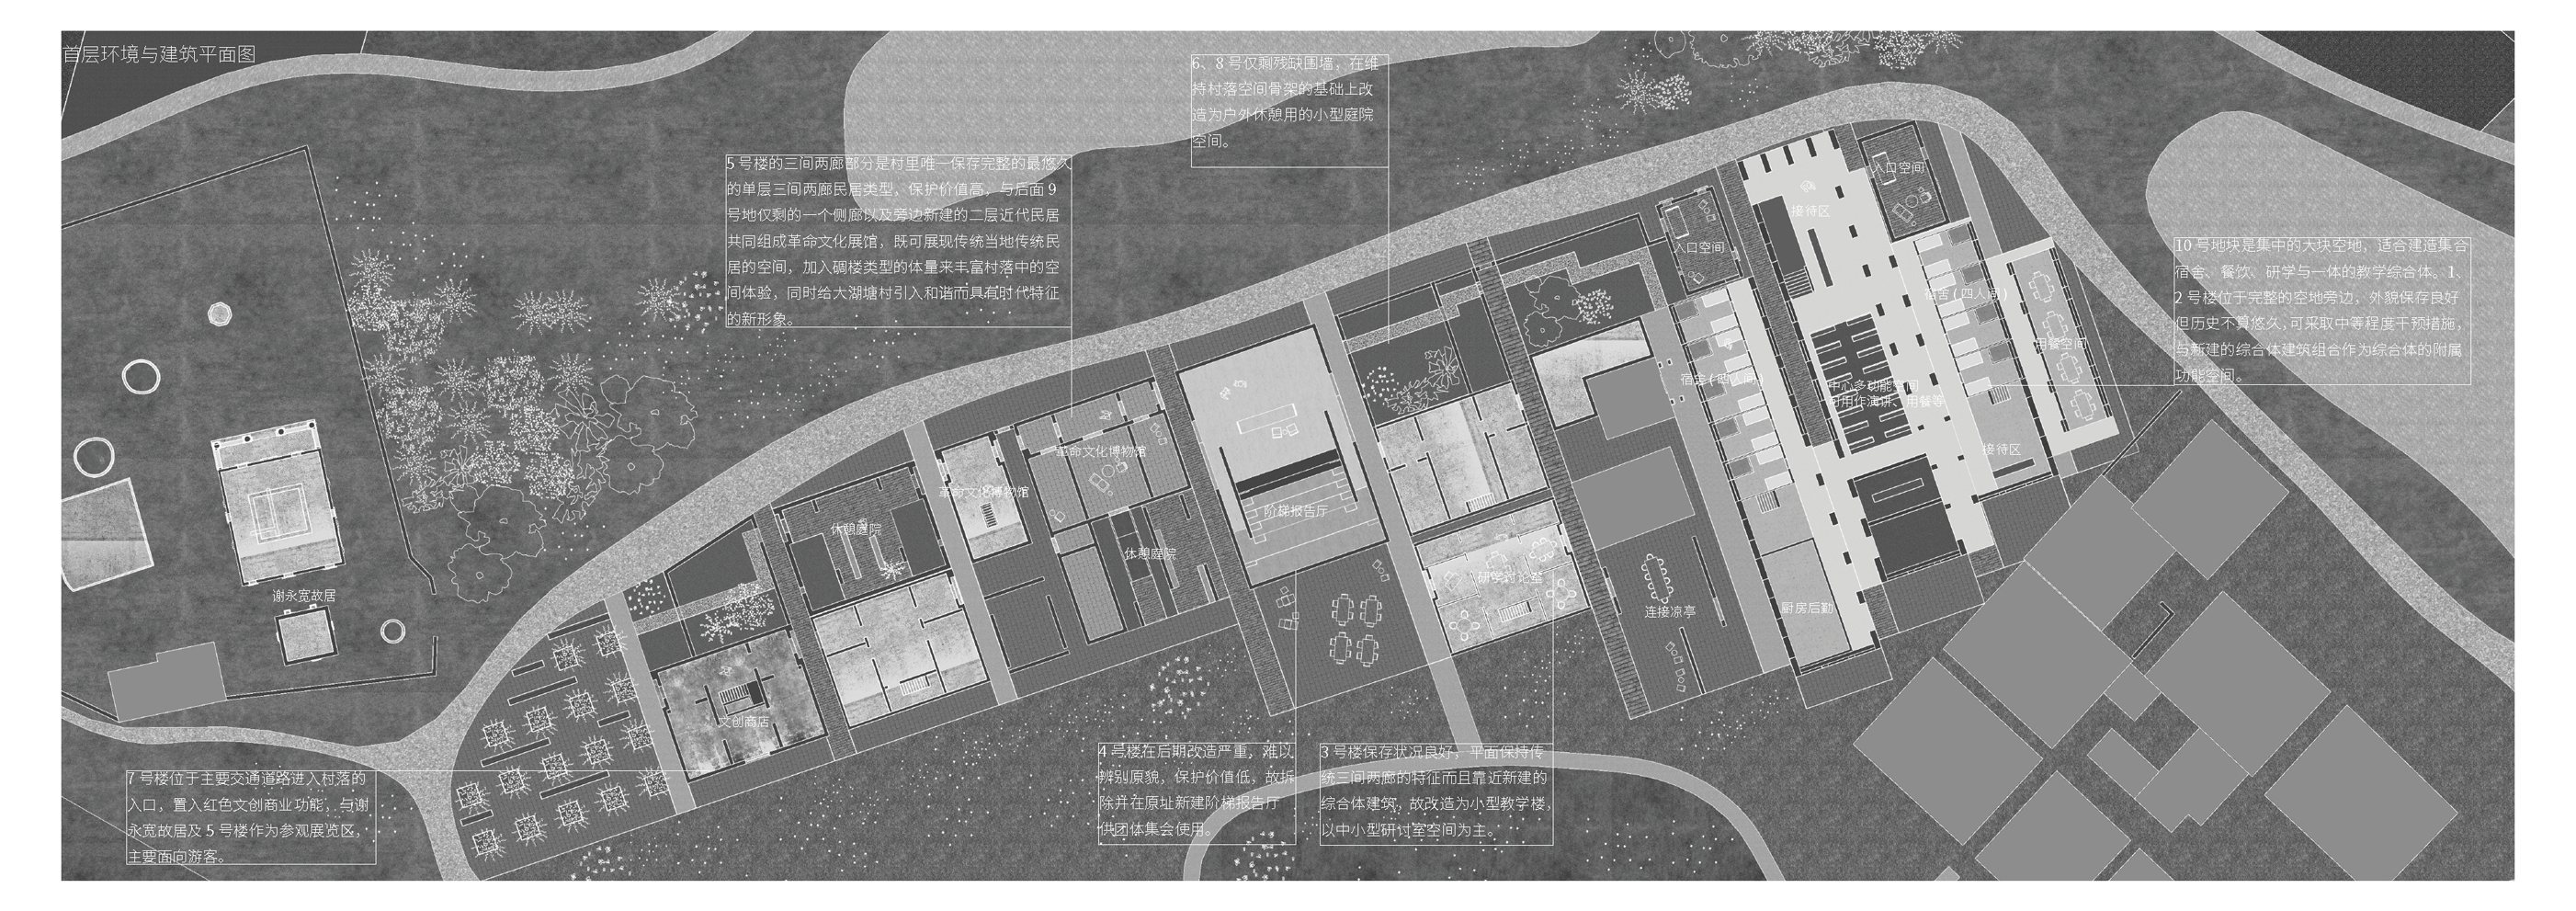 首层环境与建筑平面图
6、8 号仅剩残缺围墙，在维
持村落空间骨架的基础上改
造为户外休憩用的小型庭院
空间。
5 号楼的三间两廊部分是村里唯一保存完整的最悠久
的单层三间两廊民居类型，保护价值高，与后面 9
号地仅剩的一个侧廊以及旁边新建的二层近代民居
共同组成革命文化展馆，既可展现传统当地传统民
居的空间，加入碉楼类型的体量来丰富村落中的空
间体验，同时给大湖塘村引入和谐而具有时代特征
的新形象。
10 号地块是集中的大块空地，适合建造集合
宿舍、餐饮、研学与一体的教学综合体。1、
2 号楼位于完整的空地旁边，外貌保存良好
但历史不算悠久，可采取中等程度干预措施，
与新建的综合体建筑组合作为综合体的附属
功能空间。
入口空间
接待区
入口空间
宿舍（四人间）
用餐空间
宿舍（四人间）
中心多功能空间
可用作演讲、用餐等
接待区
革命文化博物馆
革命文化博物馆
阶梯报告厅
休憩庭院
休憩庭院
研学讨论室
谢永宽故居
连接凉亭
厨房后勤
文创商店
4 号楼在后期改造严重，难以
辨别原貌，保护价值低，故拆
除并在原址新建阶梯报告厅
供团体集会使用。
3 号楼保存状况良好，平面保持传
统三间两廊的特征而且靠近新建的
综合体建筑，故改造为小型教学楼，
以中小型研讨室空间为主。
7 号楼位于主要交通道路进入村落的
入口，置入红色文创商业功能，与谢
永宽故居及 5 号楼作为参观展览区，
主要面向游客。